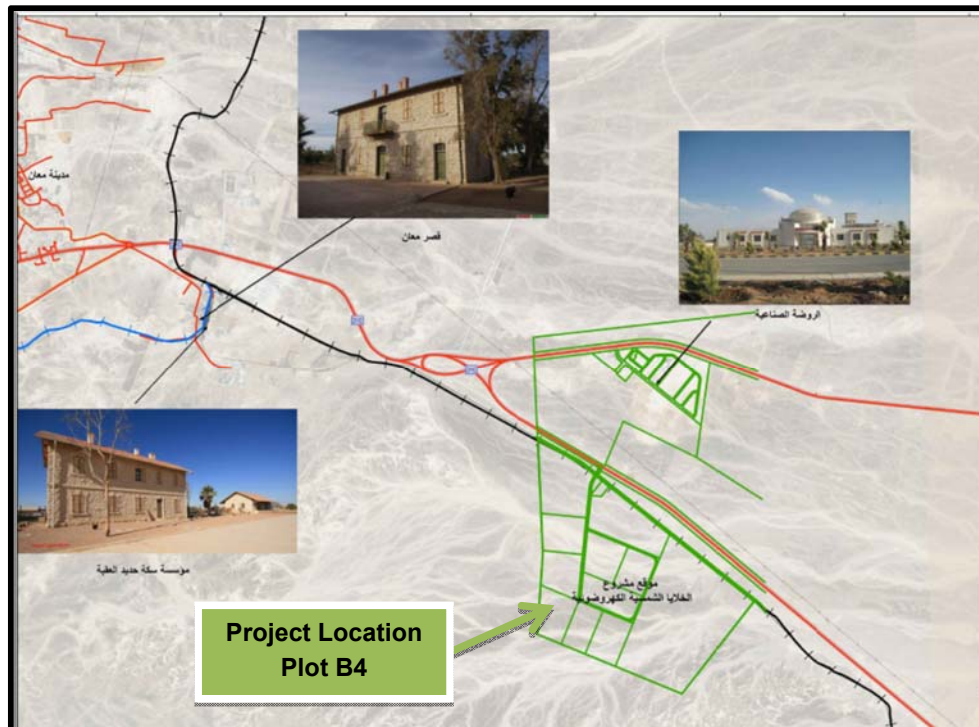 مدينة معان
قصر معان
الروضة الصناعية
مؤسسة سكة حديد العقبة
موقع مشروع
الخلايا الشمسية الكهروضوئية
Project Location
Plot B4